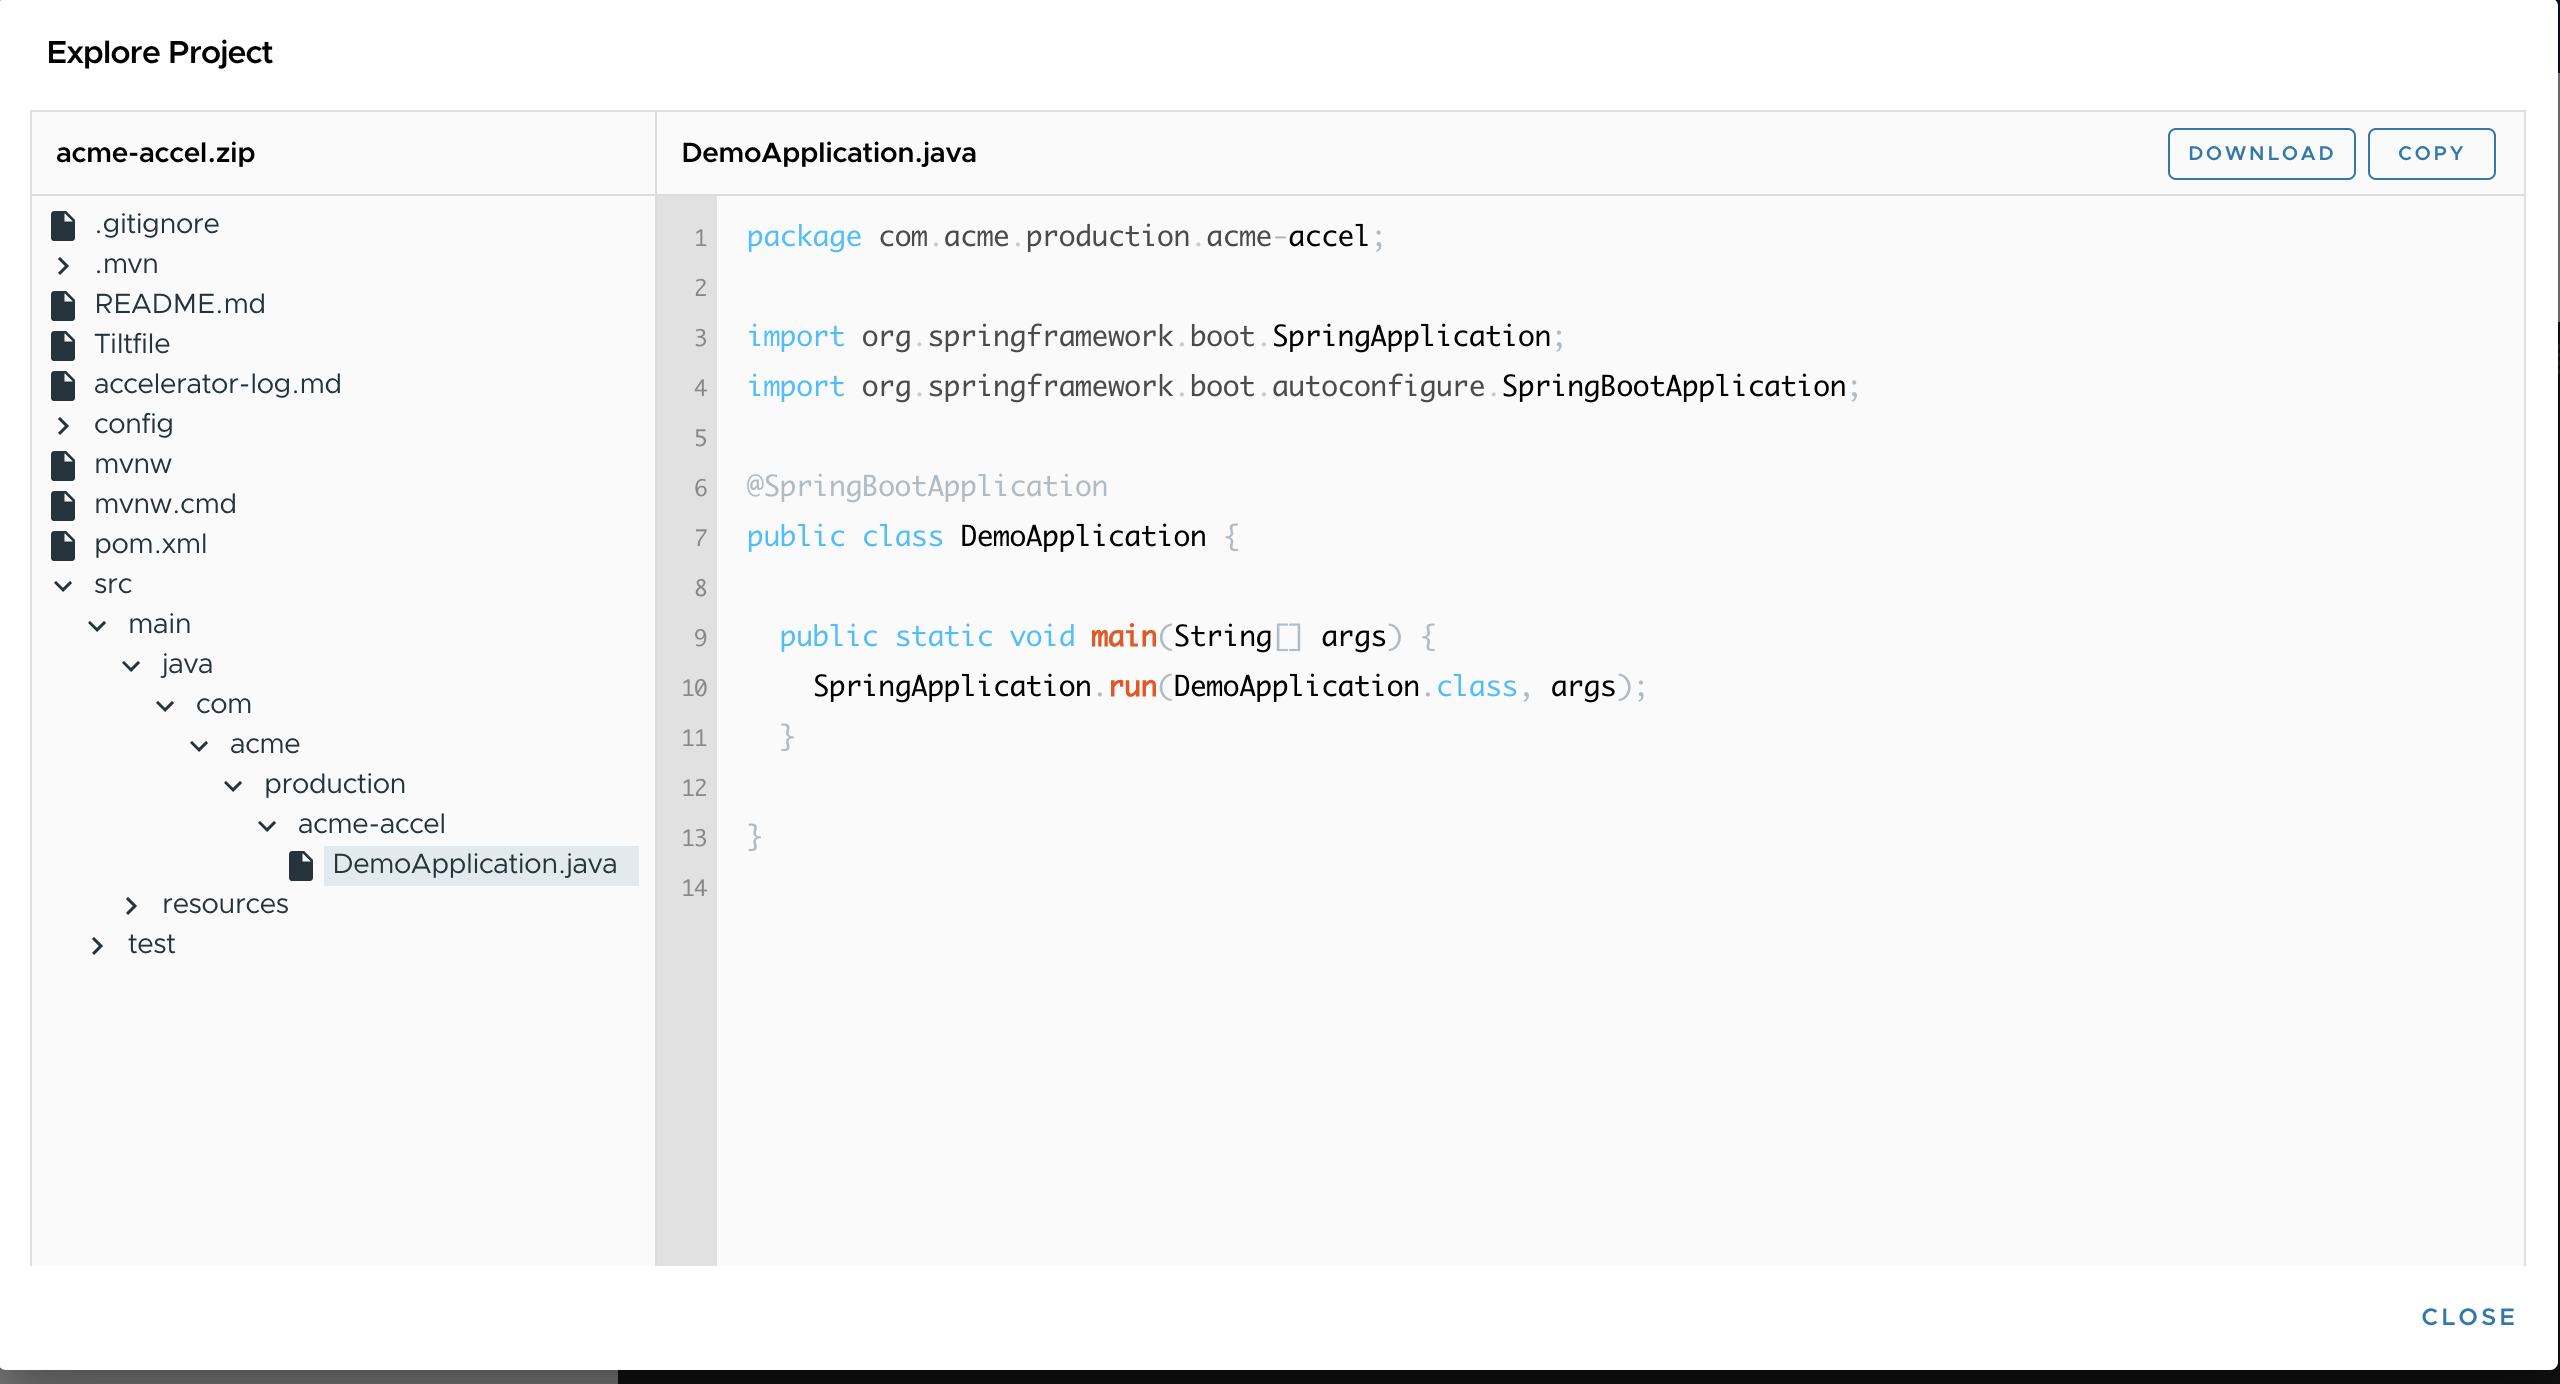 Explore Project
acme-accel.zip
.gitignore
.mvn
README.md
Tiltfile
accelerator-log.md
config
mvnw
mvnw.cmd
pom.xml
src
main
java
com
acme
production
acme-accel
DemoApplication.java
resources
test
DemoApplication.java
DOWNLOAD
COPY
1 package com.acme.production.acme-accel;
2
3 import org.springframework.boot.SpringApplication;
4 import org.springframework.boot.autoconfigure.SpringBootApplication;
5
6 @SpringBootApplication
7 public class DemoApplication {
8
9   public static void main(String[] args) {
10     SpringApplication.run(DemoApplication.class, args);
11   }
12
13 }
14
CLOSE